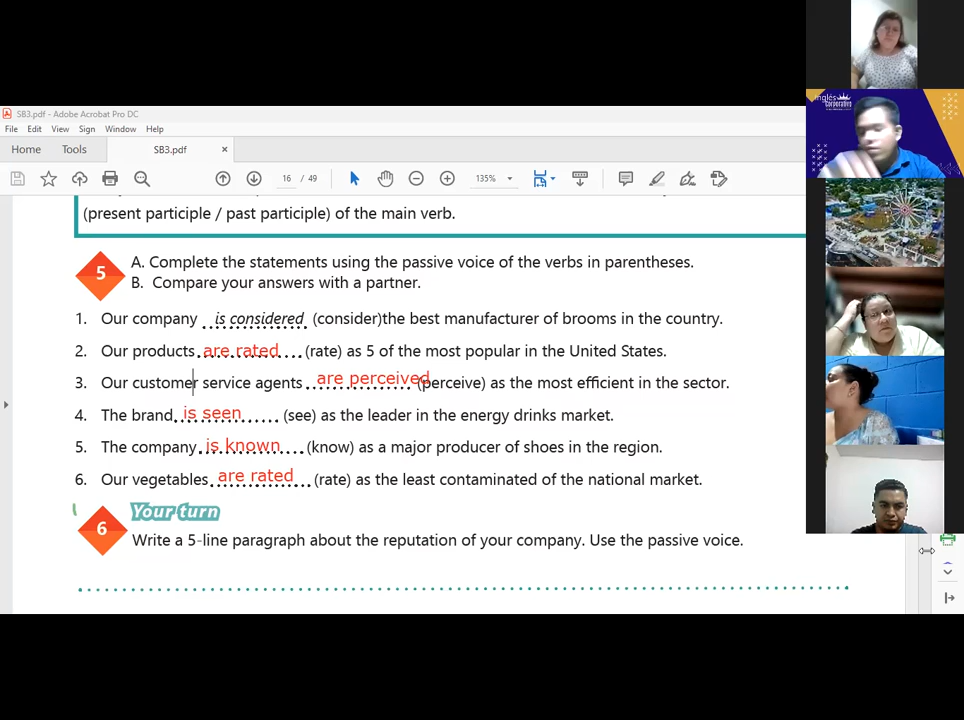 SB3.pdf - Adobe Acrobat Pro DC
File Edit View Sign Window Help
Home Tools SB3.pdf ×
16 / 49 135%
(present participle / past participle) of the main verb.
5
A. Complete the statements using the passive voice of the verbs in parentheses.
B. Compare your answers with a partner.
1. Our company is considered (consider)the best manufacturer of brooms in the country.
2. Our products are rated (rate) as 5 of the most popular in the United States.
3. Our customer service agents are perceived (perceive) as the most efficient in the sector.
4. The brand is seen (see) as the leader in the energy drinks market.
5. The company is known (know) as a major producer of shoes in the region.
6. Our vegetables are rated (rate) as the least contaminated of the national market.
6
Your turn
Write a 5-line paragraph about the reputation of your company. Use the passive voice.
Inglés
Corporativo